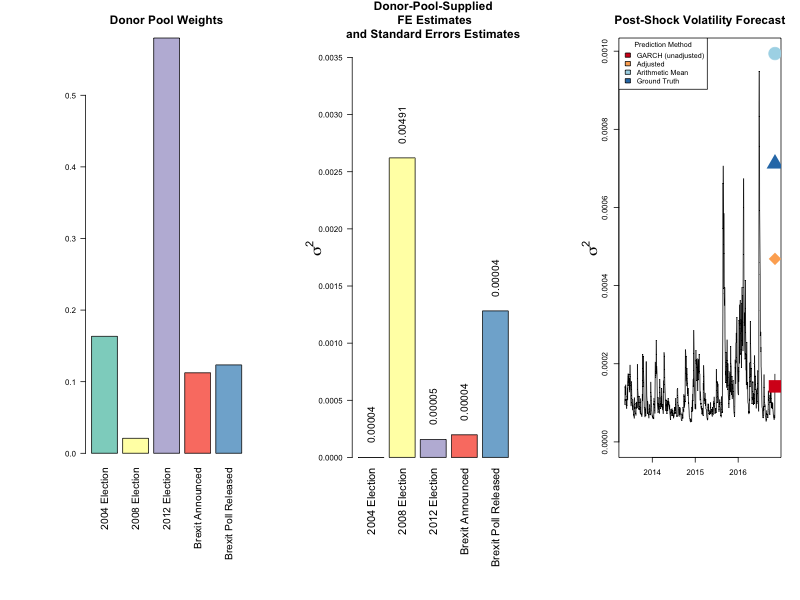 Donor Pool Weights
0.5
0.4
0.3
0.2
0.1
0.0
2004 Election
2008 Election
2012 Election
Brexit Announced
Brexit Poll Released
Donor-Pool-Supplied
FE Estimates
and Standard Errors Estimates
σ2
0.0035
0.0030
0.0025
0.0020
0.0015
0.0010
0.0005
0.0000
0.00004
0.00491
0.00005
0.00004
0.00004
2004 Election
2008 Election
2012 Election
Brexit Announced
Brexit Poll Released
Post-Shock Volatility Forecast
Prediction Method
GARCH (unadjusted)
Adjusted
Arithmetic Mean
Ground Truth
σ2
0.0010
0.0008
0.0006
0.0004
0.0002
0.0000
2014
2015
2016